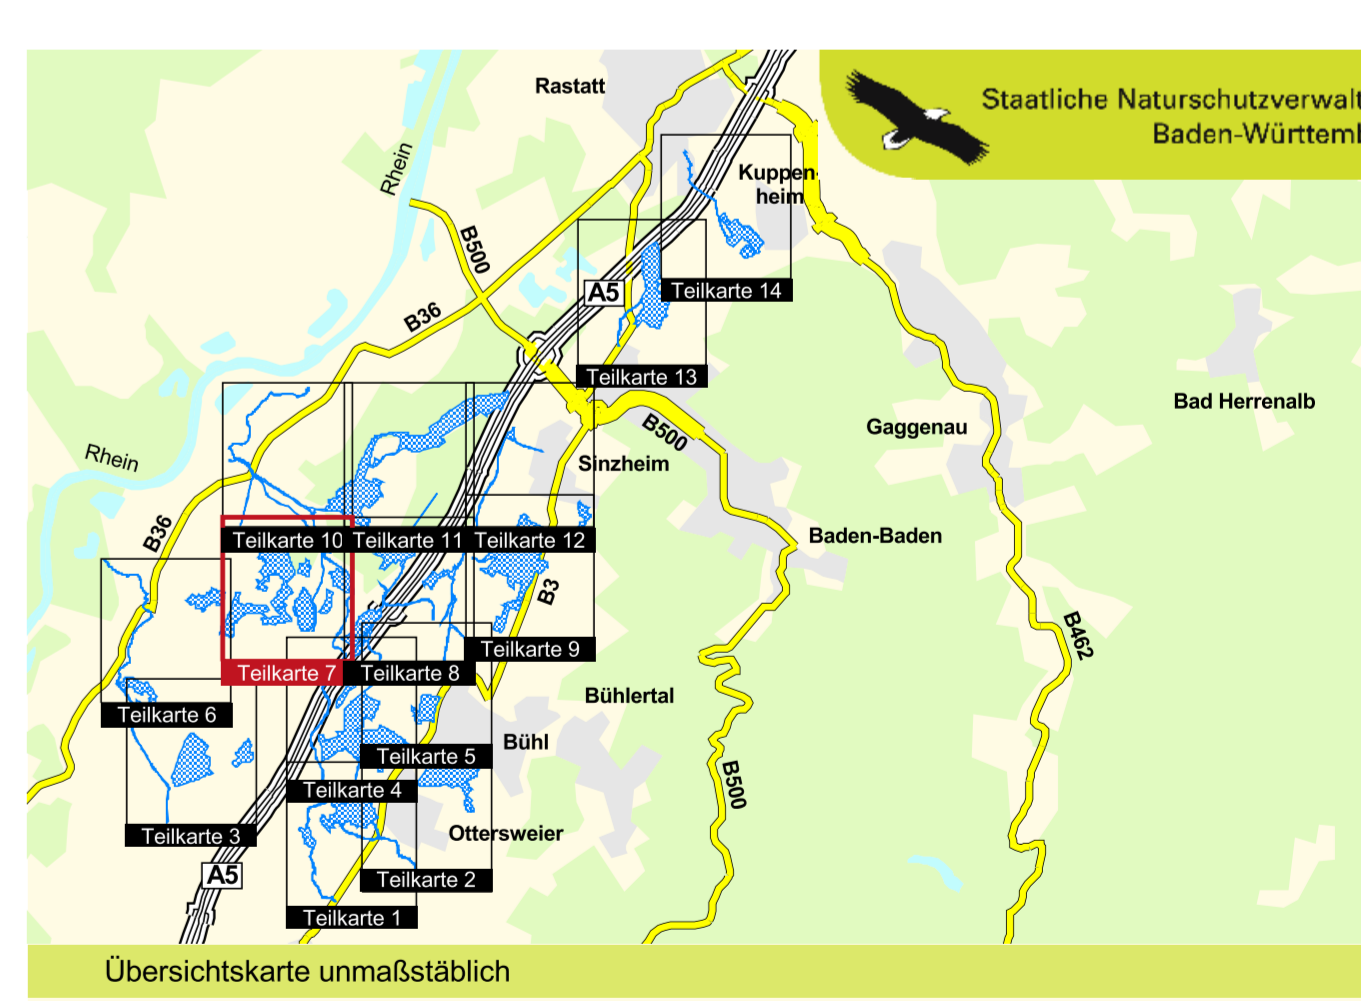 Rastatt
Staatliche Naturschutzverwalt
Baden-Württem
Rhein
Kuppen-
heim
B500
Teilkarte 14
A5
B36
Teilkarte 13
Bad Herrenalb
Gaggenau
B500
Sinzheim
Rhein
B36
Teilkarte 10
Teilkarte 11
Teilkarte 12
Baden-Baden
B3
B462
Teilkarte 9
Teilkarte 7
Teilkarte 8
Bühlertal
Teilkarte 6
Bühl
Teilkarte 5
B500
Teilkarte 4
Teilkarte 3
Ottersweier
A5
Teilkarte 2
Teilkarte 1
Übersichtskarte unmaßstäblich